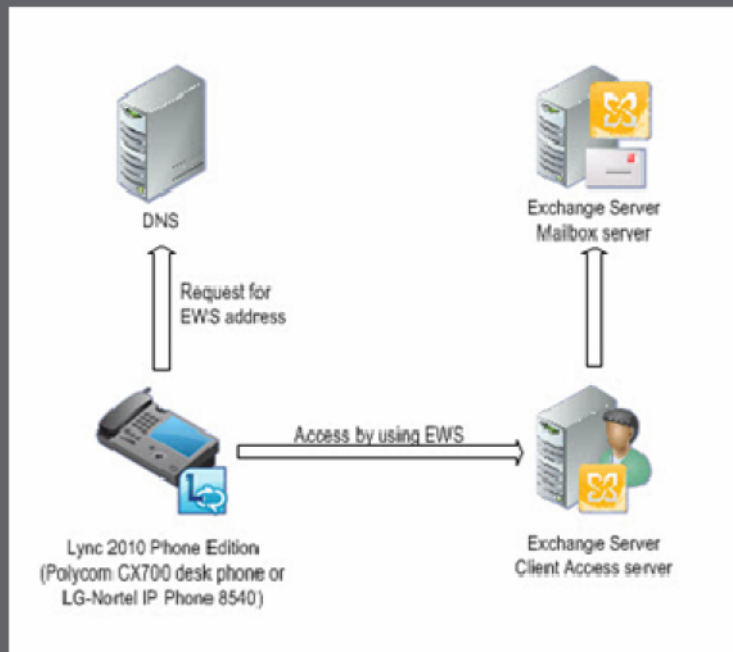 DNS
Exchange Server
Mailbox server
Request for
EWS address
Access by using EWS
Lync 2010 Phone Edition
(Polycom CX700 desk phone or
LG-Nortel IP Phone 8540)
Exchange Server
Client Access server